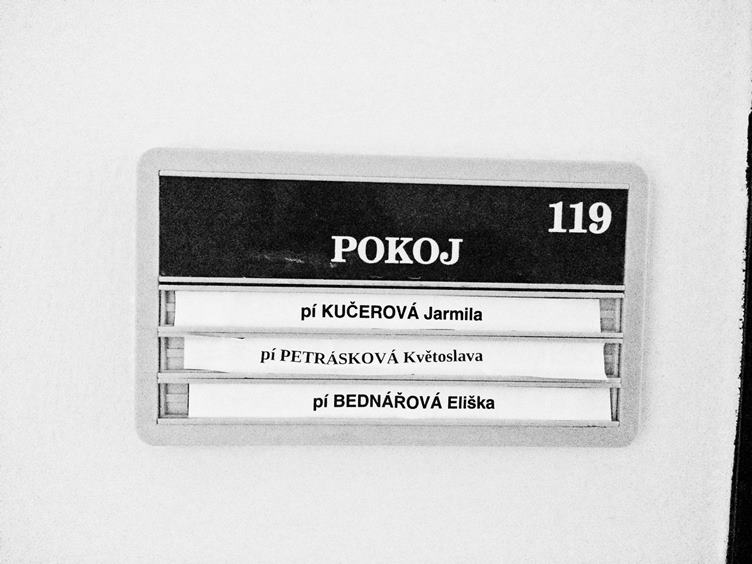 119
POKOJ
pí KUČEROVÁ Jarmila
pí PETRÁSKOVÁ Květoslava
pí BEDNÁŘOVÁ Eliška